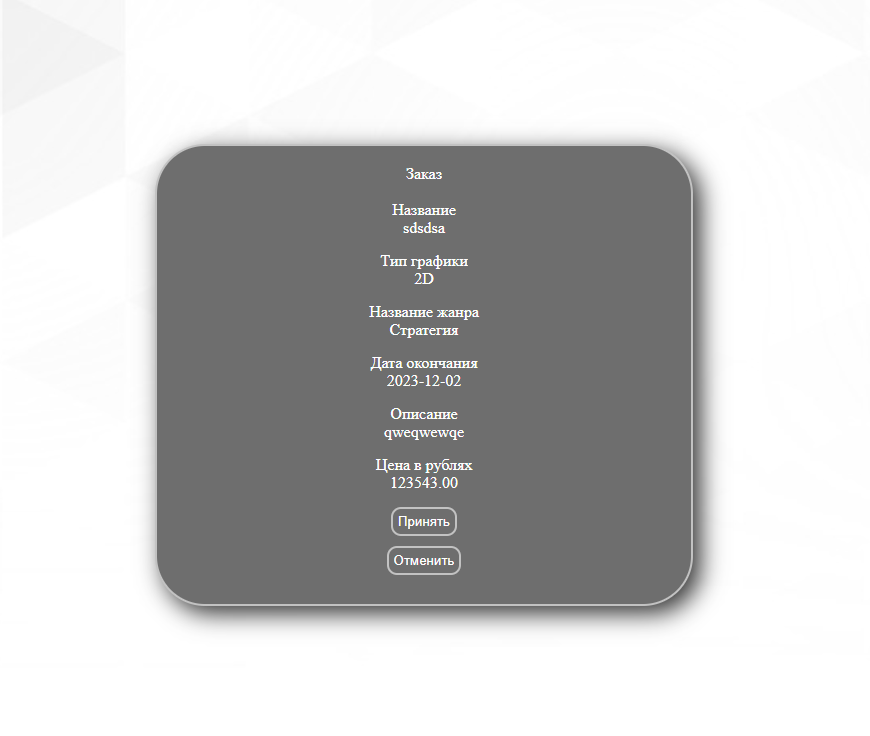 Заказ
Название
sdsdsa
Тип графики
2D
Название жанра
Стратегия
Дата окончания
2023-12-02
Описание
qweqwewqe
Цена в рублях
123543.00
Принять
Отменить